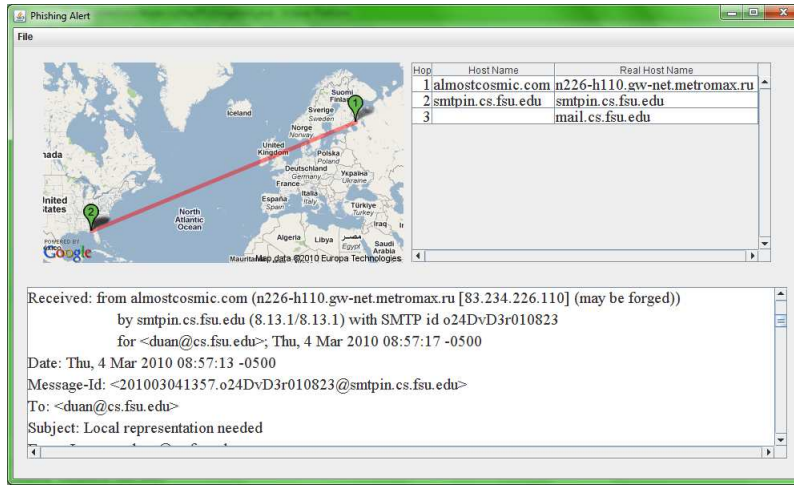 Phishing Alert
File
Suomi
Finland
Iceland
Sverige
Sweden
Norge
Norway
United
Kingdom
Polska
Poland
Deutschland
Germany
Україна
Ukraine
France
Italia
Italy
España
Spain
Türkiye
Turkey
nada
United
States
North
Atlantic
Ocean
Iraq
Algeria
Libya
مصر
Egypt
Saudi
Arabia
1
2
POWERED BY
Google
Map data ©2010 Europa Technologies
Hop Host Name Real Host Name
1 almostcosmic.com n226-h110.gw-net.metromax.ru
2 smtpin.cs.fsu.edu smtpin.cs.fsu.edu
3 mail.cs.fsu.edu
Received: from almostcosmic.com (n226-h110.gw-net.metromax.ru [83.234.226.110] (may be forged))
by smtpin.cs.fsu.edu (8.13.1/8.13.1) with SMTP id o24DvD3r010823
for <duan@cs.fsu.edu>; Thu, 4 Mar 2010 08:57:17 -0500
Date: Thu, 4 Mar 2010 08:57:13 -0500
Message-Id: <201003041357.o24DvD3r010823@smtpin.cs.fsu.edu>
To: <duan@cs.fsu.edu>
Subject: Local representation needed